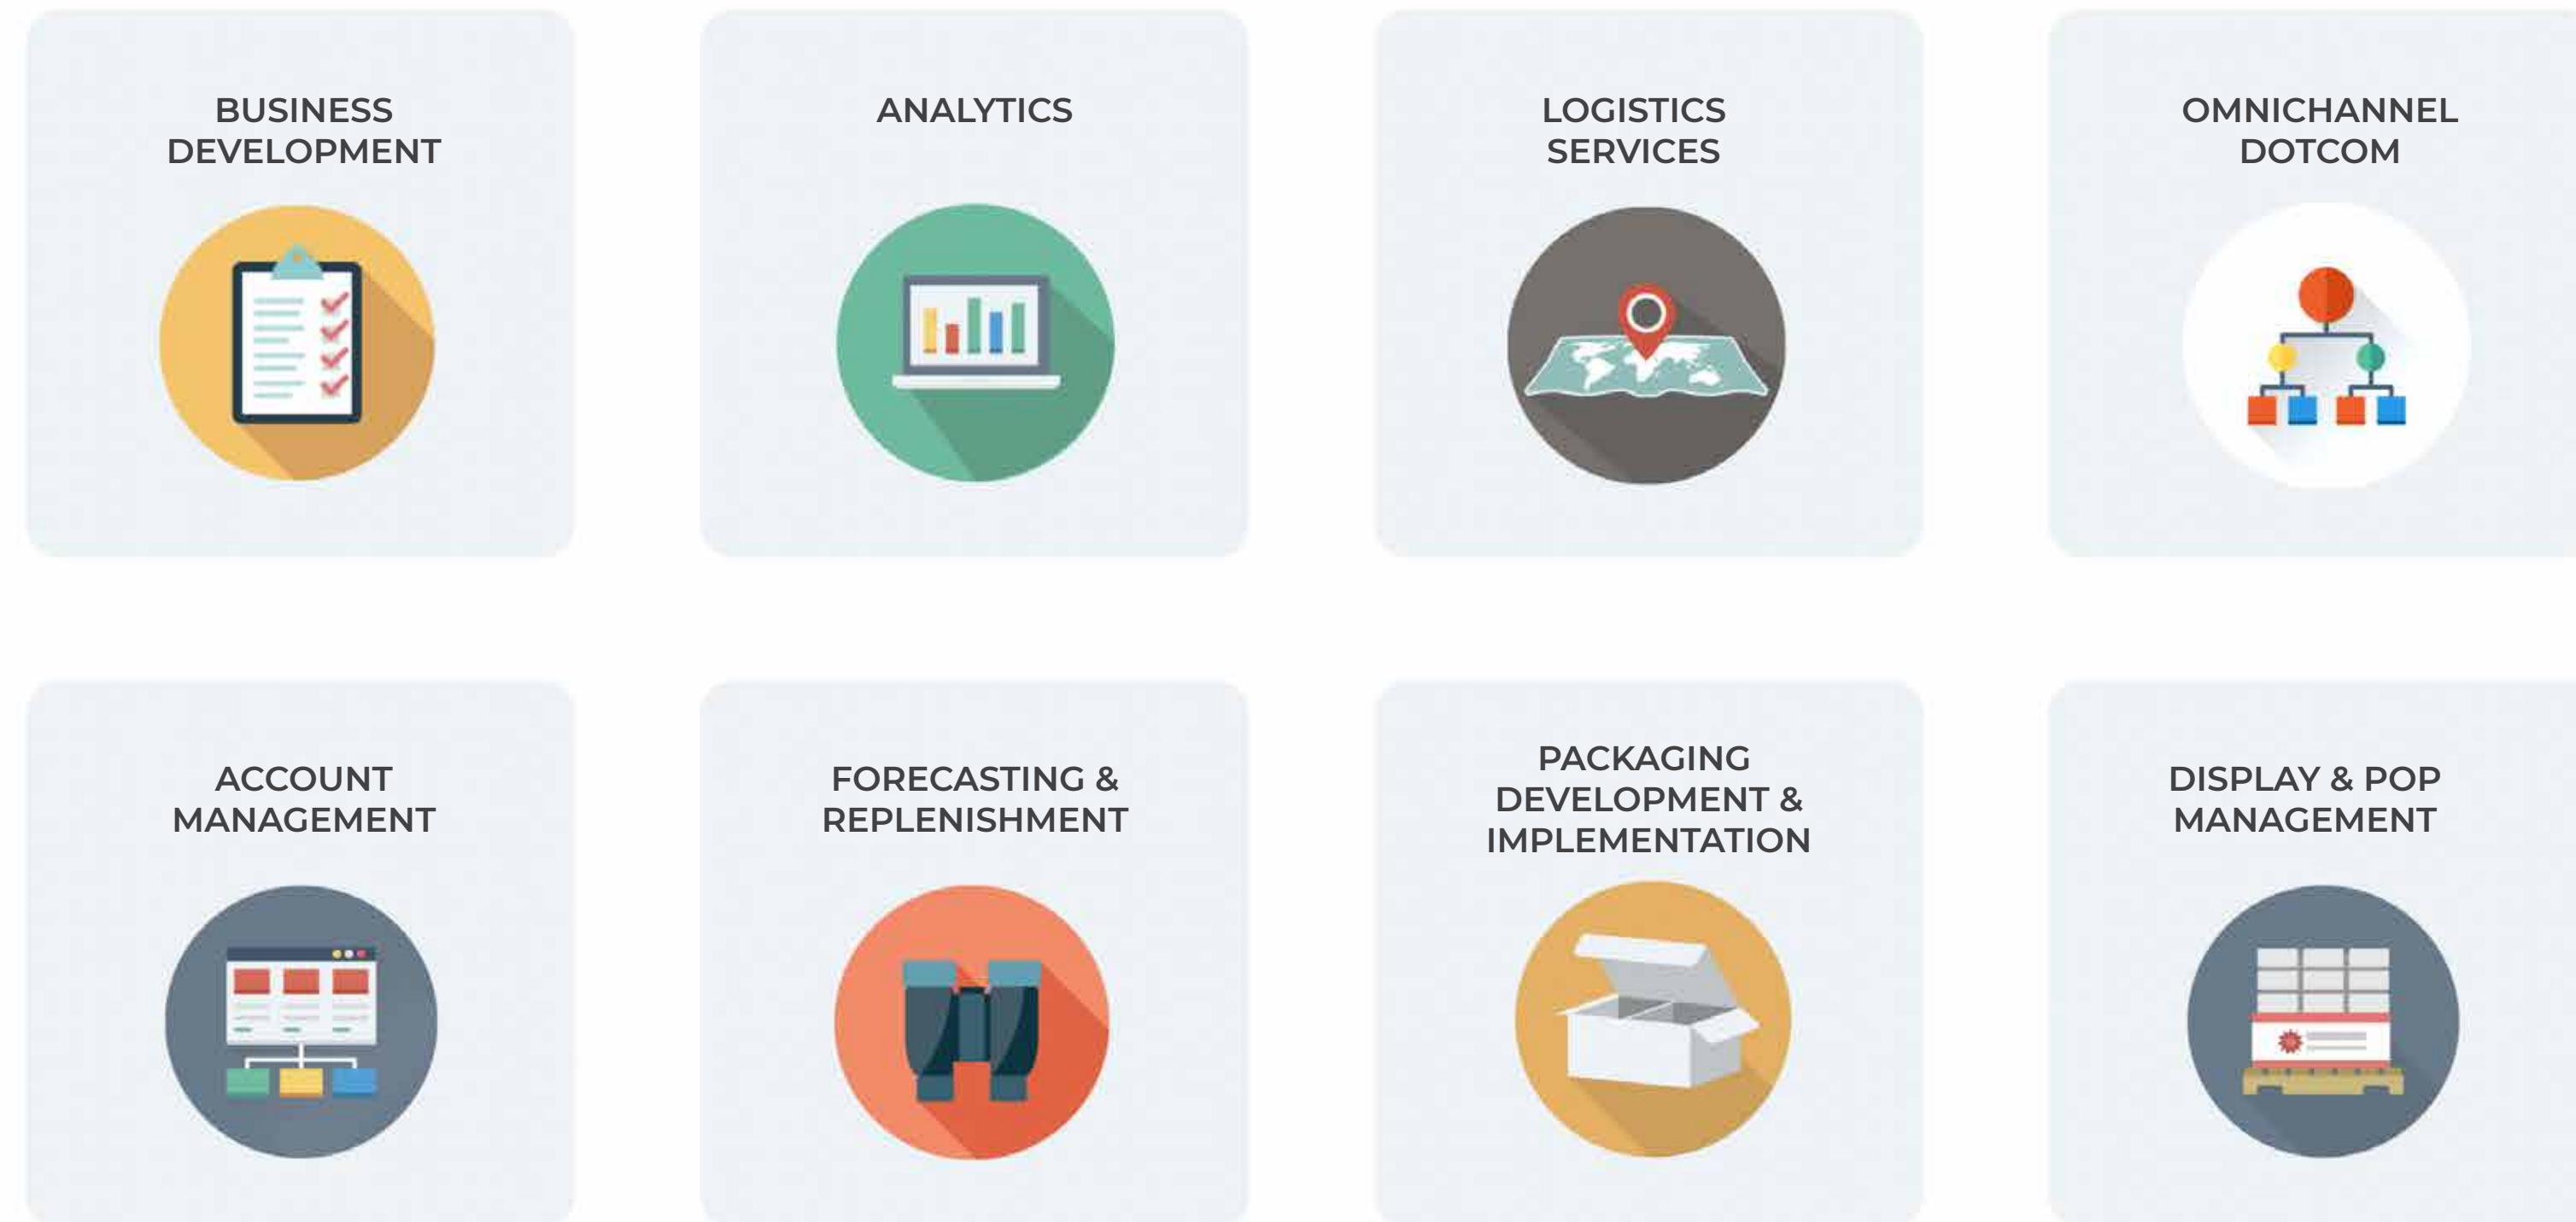 BUSINESS
DEVELOPMENT
ANALYTICS
LOGISTICS
SERVICES
OMNICHANNEL
DOTCOM
ACCOUNT
MANAGEMENT
FORECASTING &
REPLENISHMENT
PACKAGING
DEVELOPMENT &
IMPLEMENTATION
DISPLAY & POP
MANAGEMENT